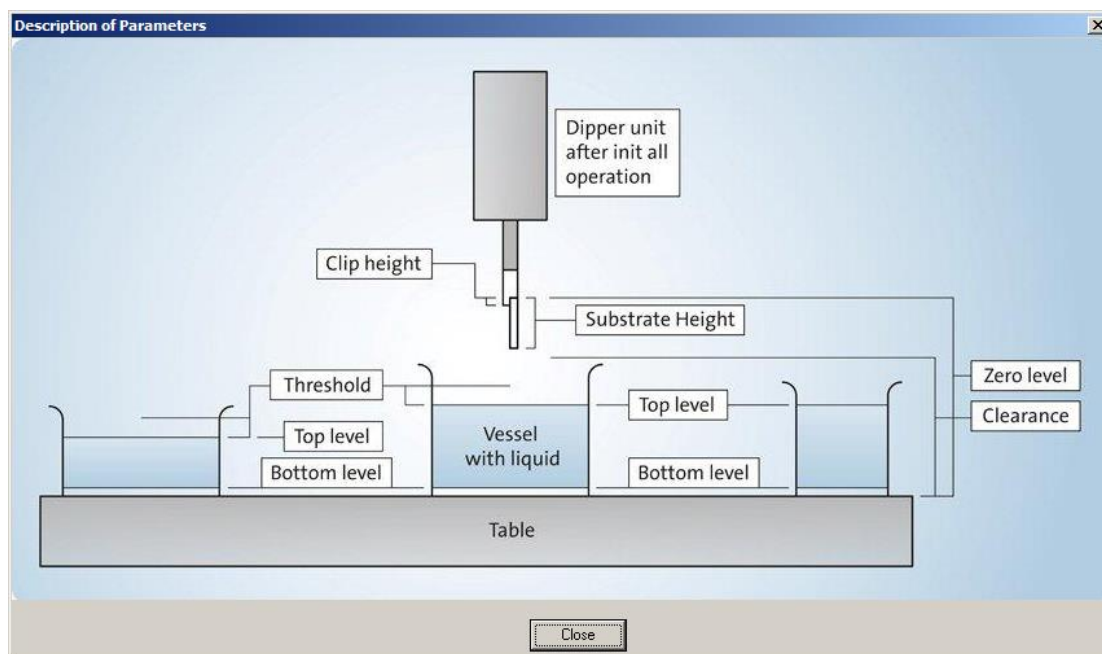 Description of Parameters
Dipper unit
after init all
operation
Clip height
Substrate Height
Threshold
Zero level
Top level
Clearance
Top level
Vessel
with liquid
Bottom level
Bottom level
Table
Close